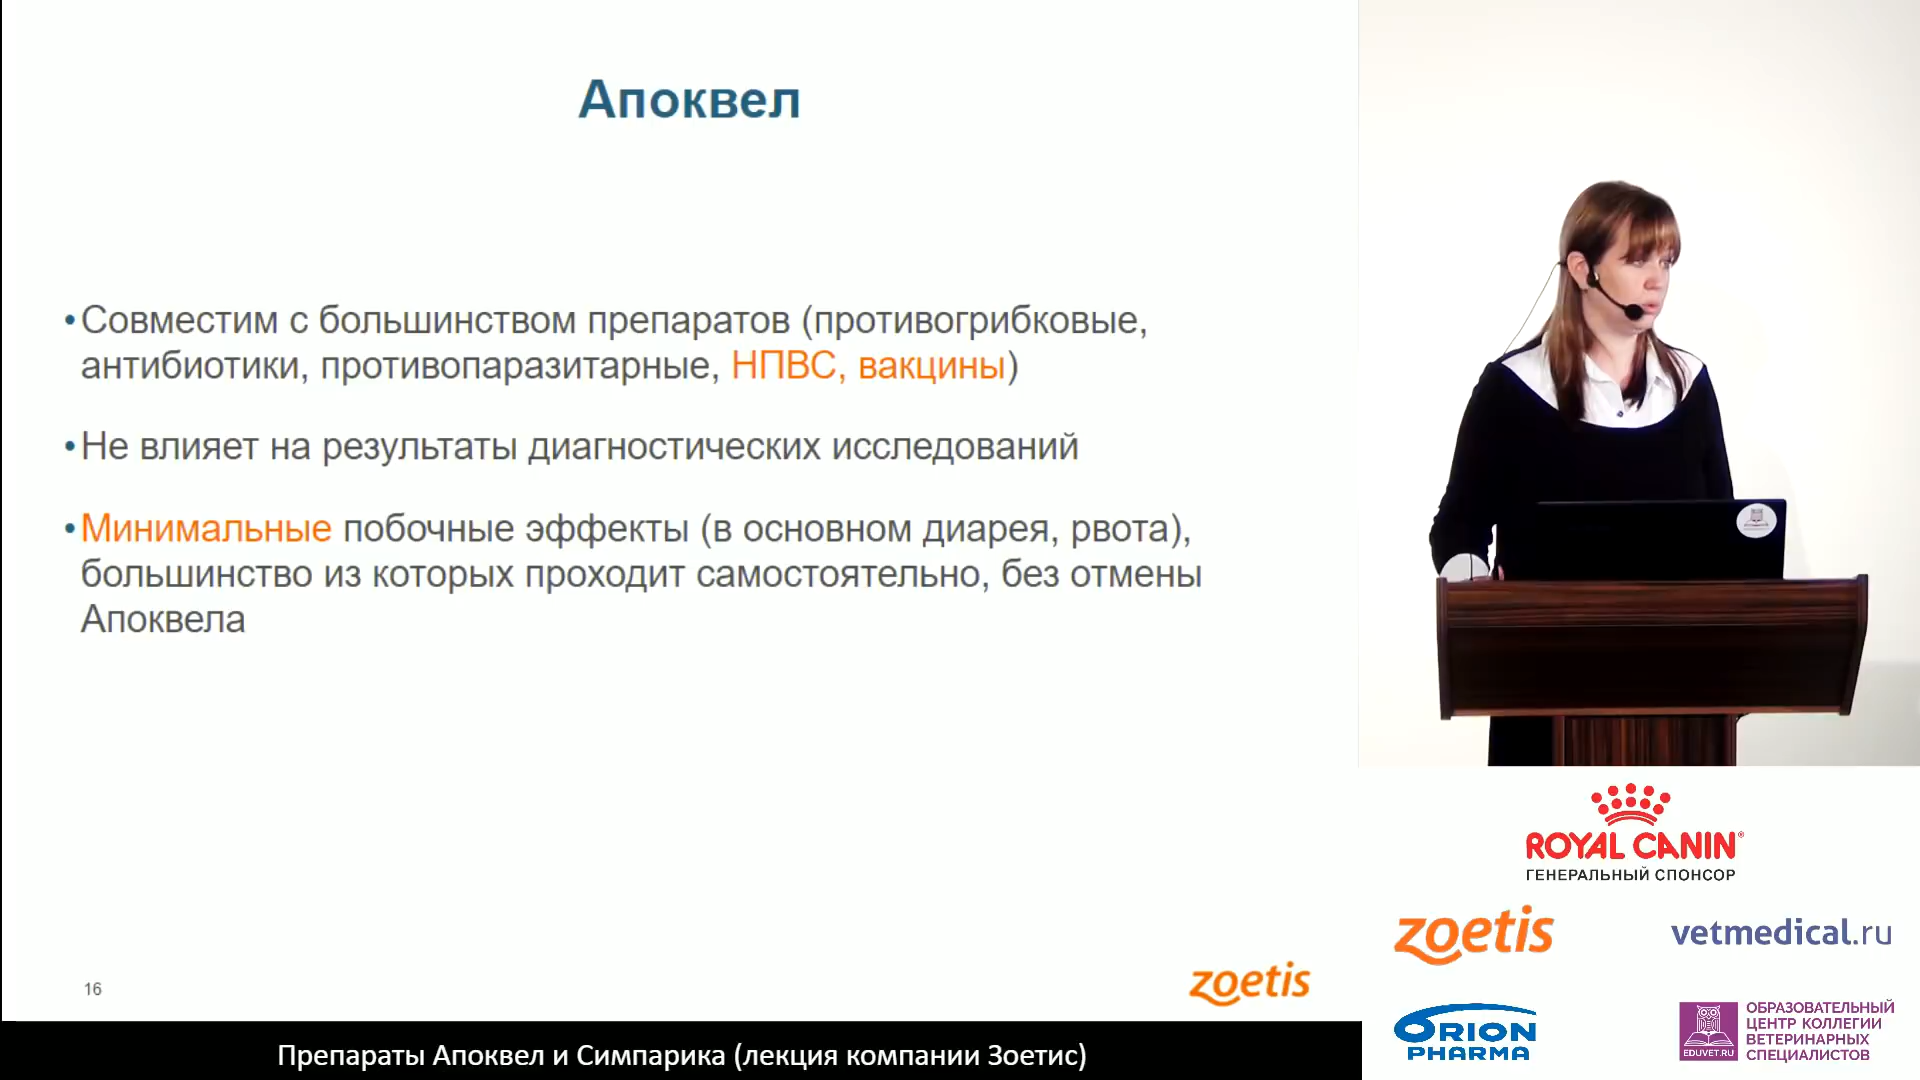 Апоквел
•Совместим с большинством препаратов (противогрибковые,
антибиотики, противопаразитарные, НПВС, вакцины)
•Не влияет на результаты диагностических исследований
•Минимальные побочные эффекты (в основном диарея, рвота),
большинство из которых проходит самостоятельно, без отмены
Апоквела
16
zoetis
Препараты Апоквел и Симпарика (лекция компании Зоетис)
ROYAL CANIN®
ГЕНЕРАЛЬНЫЙ СПОНСОР
zoetis
vetmedical.ru
ORION
PHARMA
EDUVET.RU
ОБРАЗОВАТЕЛЬНЫЙ
ЦЕНТР КОЛЛЕГИИ
ВЕТЕРИНАРНЫХ
СПЕЦИАЛИСТОВ